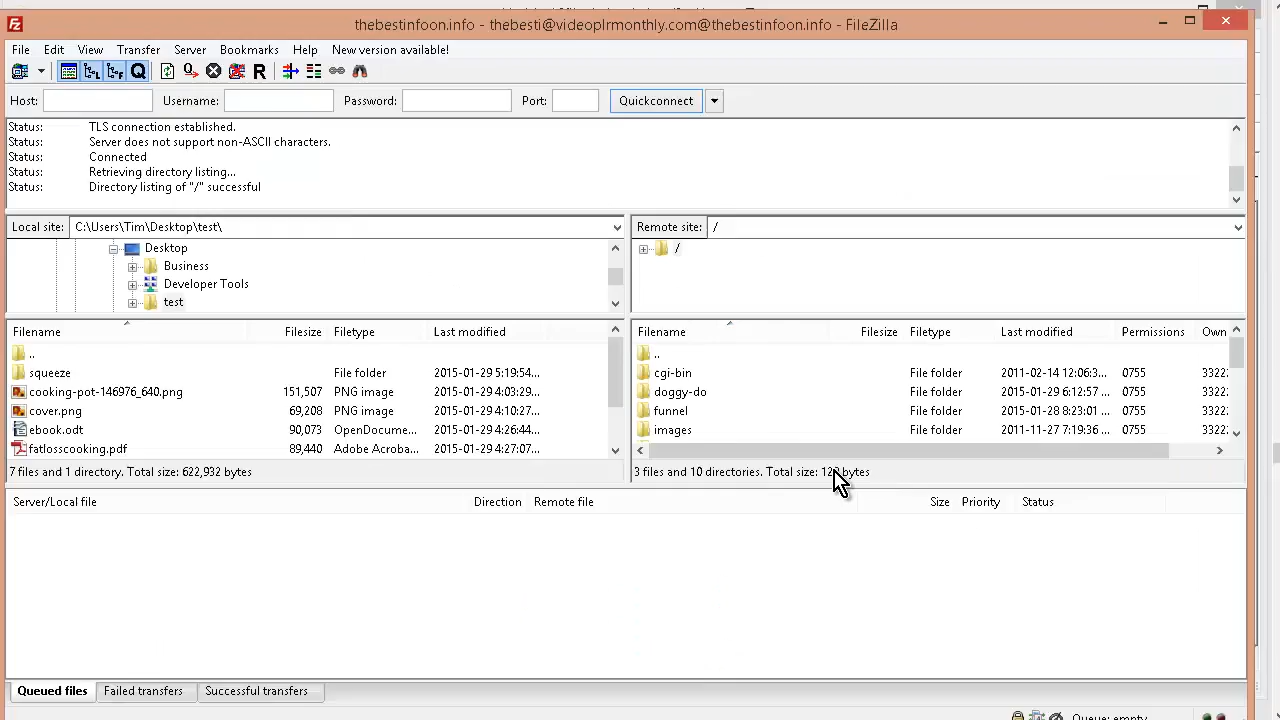 thebestinfoon.info - thebesti@videoplrmonthly.com@thebestinfoon.info - FileZilla
File Edit View Transfer Server Bookmarks Help New version available!
Host: Username: Password: Port: Quickconnect
Status: TLS connection established.
Status: Server does not support non-ASCII characters.
Status: Connected
Status: Retrieving directory listing...
Status: Directory listing of "/" successful
Local site: C:\Users\Tim\Desktop\test\
Remote site: /
Desktop
Business
Developer Tools
test
/
Filename Filesize Filetype Last modified
..
squeeze File folder 2015-01-29 5:19:54...
cooking-pot-146976_640.png 151,507 PNG image 2015-01-29 4:03:29...
cover.png 69,208 PNG image 2015-01-29 4:10:27...
ebook.odt 90,073 OpenDocume... 2015-01-29 4:26:44...
fatlosscooking.pdf 89,440 Adobe Acroba... 2015-01-29 4:27:07...
7 files and 1 directory. Total size: 622,932 bytes
Filename Filesize Filetype Last modified Permissions Own
..
cgi-bin File folder 2011-02-14 12:06:3... 0755 3322
doggy-do File folder 2015-01-29 6:12:57... 0755 3322
funnel File folder 2015-01-28 8:23:01 ... 0755 3322
images File folder 2011-11-27 7:19:36 ... 0755 3322
3 files and 10 directories. Total size: bytes
Server/Local file Direction Remote file Size Priority Status
Queued files Failed transfers Successful transfers
Queue: empty